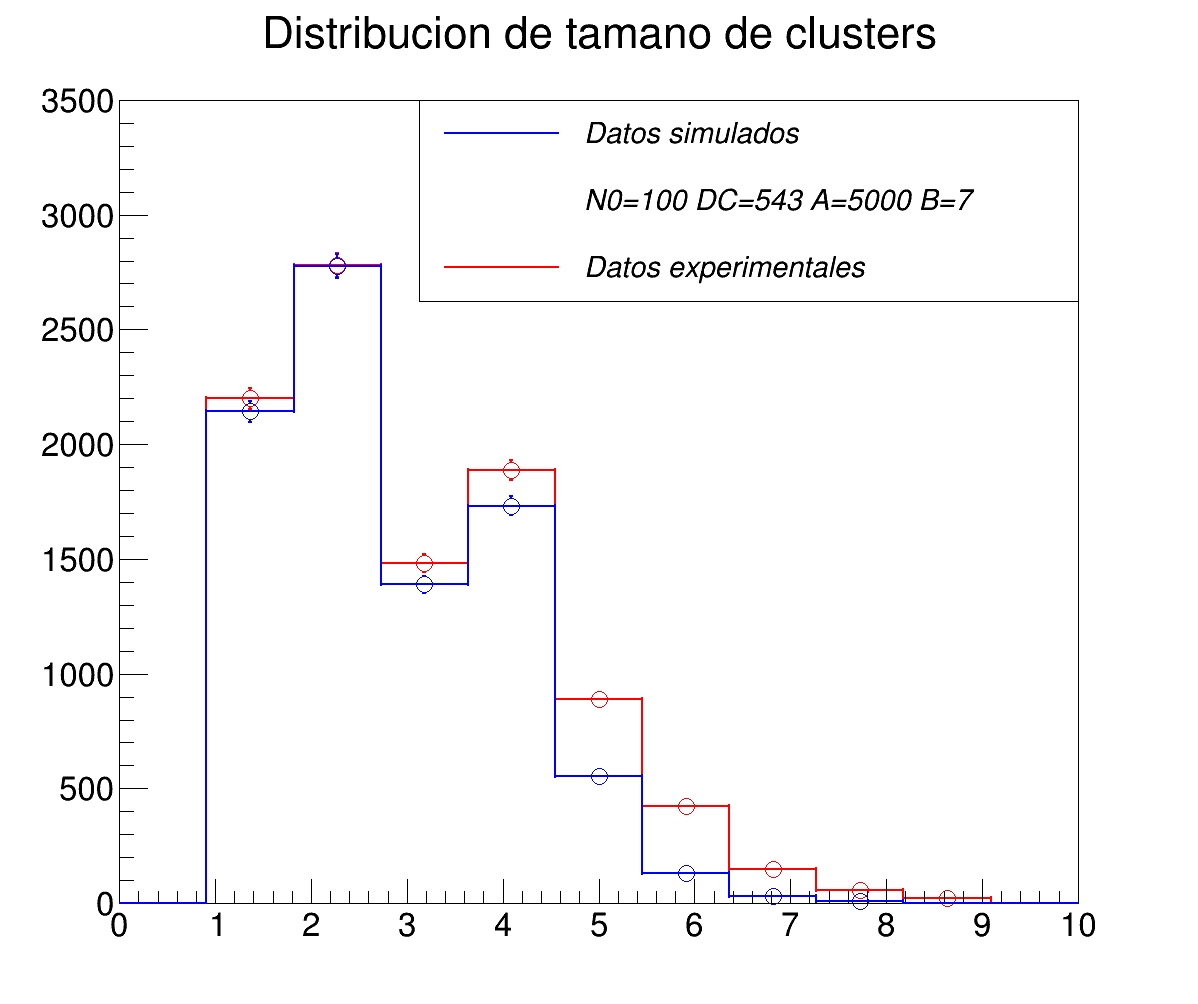 Distribucion de tamano de clusters
3500
3000
2500
2000
1500
1000
500
0
Datos simulados
N0=100 DC=543 A=5000 B=7
Datos experimentales
0 1 2 3 4 5 6 7 8 9 10